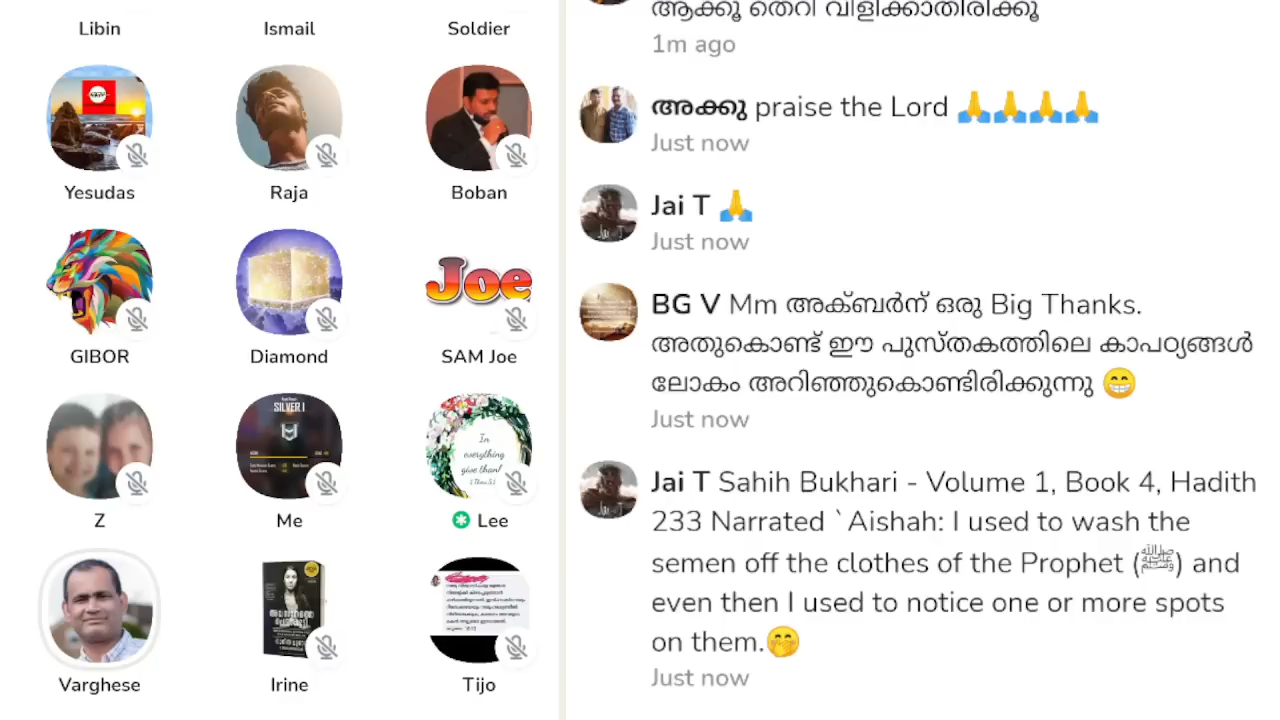 Libin
Ismail
Soldier
Yesudas
Raja
Boban
GIBOR
Diamond
Joe
SAM Joe
SILVER I
Z
Me
In
everything
give thanks
Lee
Varghese
Irine
Tijo
ആക്കൂ തെറി വിളിക്കാതിരിക്കൂ
1m ago
അക്കു praise the Lord 🙏🙏🙏🙏
Just now
Jai T 🙏
Just now
BG V Mm അക്ബർന് ഒരു Big Thanks.
അതുകൊണ്ട് ഈ പുസ്തകത്തിലെ കാപഠ്യങ്ങൾ
ലോകം അറിഞ്ഞുകൊണ്ടിരിക്കുന്നു 😁
Just now
Jai T Sahih Bukhari - Volume 1, Book 4, Hadith
233 Narrated `Aishah: I used to wash the
semen off the clothes of the Prophet (ﷺ) and
even then I used to notice one or more spots
on them.🤭
Just now